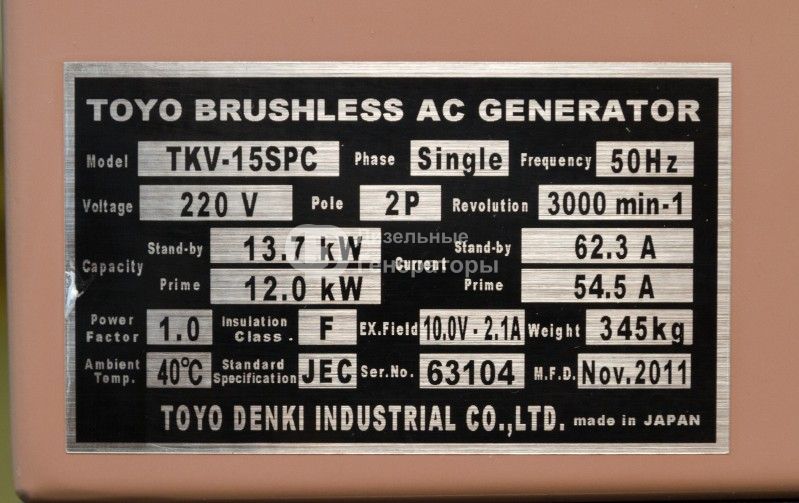 TOYO BRUSHLESS AC GENERATOR
Model TKV-15SPC Phase Single Frequency 50Hz
Voltage 220 V Pole 2P Revolution 3000 min-1
Capacity Stand-by 13.7 kW Current Stand-by 62.3 A
Prime 12.0 kW Prime 54.5 A
Дизельные
Генераторы
Power Factor 1.0 Insulation Class. F EX.Field 10.0V - 2.1A Weight 345kg
Ambient Temp. 40℃ Standard Specification JEC Ser.No. 63104 M.F.D. Nov.2011
TOYO DENKI INDUSTRIAL CO.,LTD. made in JAPAN